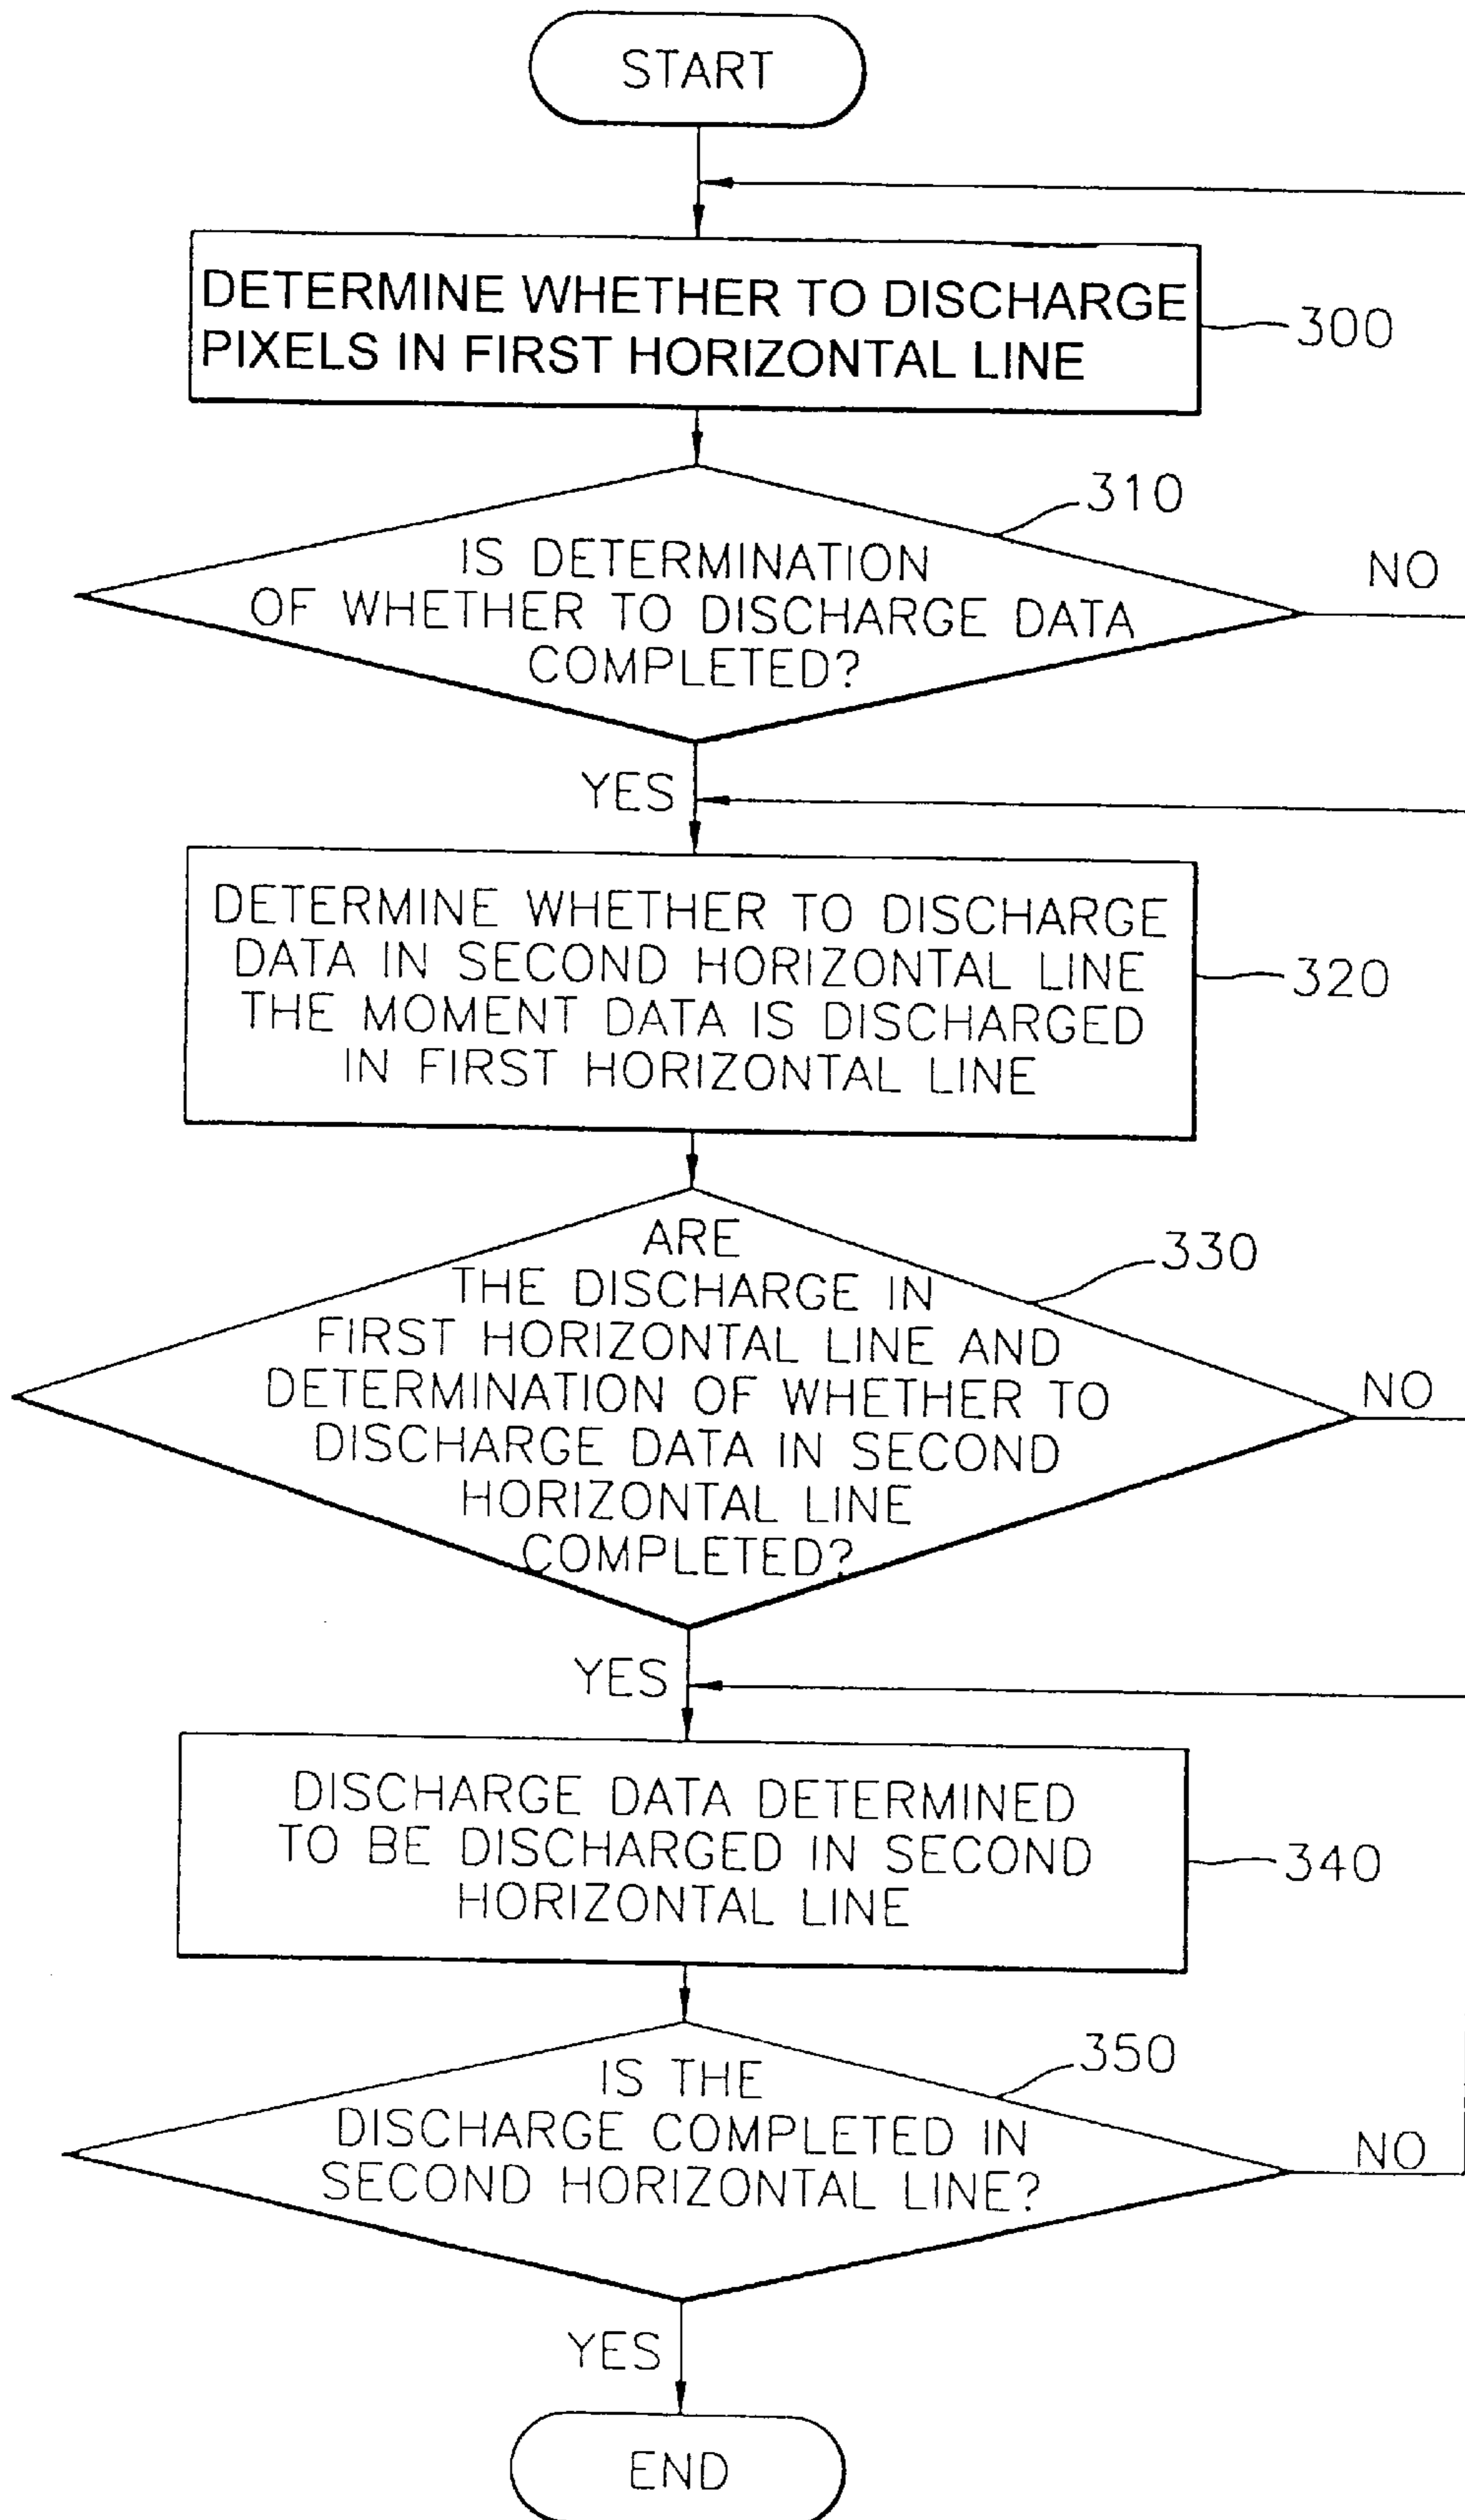 START
DETERMINE WHETHER TO DISCHARGE
PIXELS IN FIRST HORIZONTAL LINE
300
310
IS DETERMINATION
OF WHETHER TO DISCHARGE DATA
COMPLETED?
NO
YES
DETERMINE WHETHER TO DISCHARGE
DATA IN SECOND HORIZONTAL LINE
THE MOMENT DATA IS DISCHARGED
IN FIRST HORIZONTAL LINE
320
330
ARE
THE DISCHARGE IN
FIRST HORIZONTAL LINE AND
DETERMINATION OF WHETHER TO
DISCHARGE DATA IN SECOND
HORIZONTAL LINE
COMPLETED?
NO
YES
DISCHARGE DATA DETERMINED
TO BE DISCHARGED IN SECOND
HORIZONTAL LINE
340
350
IS THE
DISCHARGE COMPLETED IN
SECOND HORIZONTAL LINE?
NO
YES
END